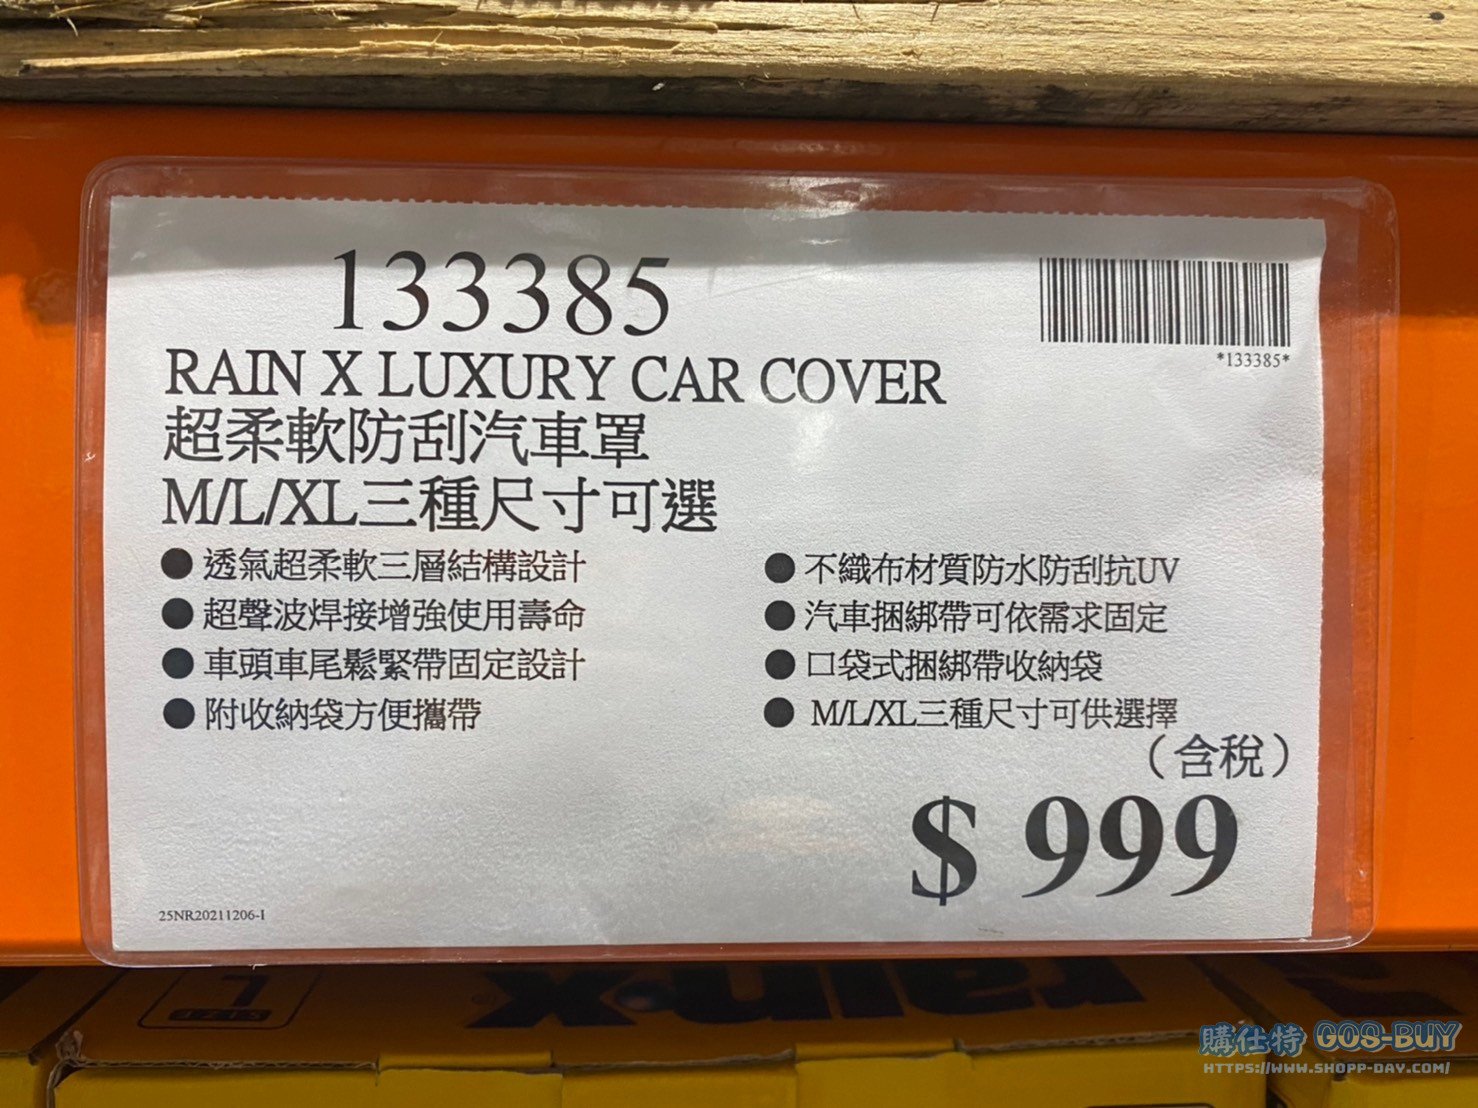 133385
*133385*
RAIN X LUXURY CAR COVER
超柔軟防刮汽車罩
M/L/XL三種尺寸可選
● 透氣超柔軟三層結構設計
● 超聲波焊接增強使用壽命
● 車頭車尾鬆緊帶固定設計
● 附收納袋方便攜帶
● 不織布材質防水防刮抗UV
● 汽車捆綁帶可依需求固定
● 口袋式捆綁帶收納袋
● M/L/XL三種尺寸可供選擇
（含稅）
$ 999
25NR20211206-I
SIZE L
rain-x
購仕特 GOS-BUY
HTTPS://WWW.SHOPP-DAY.COM/